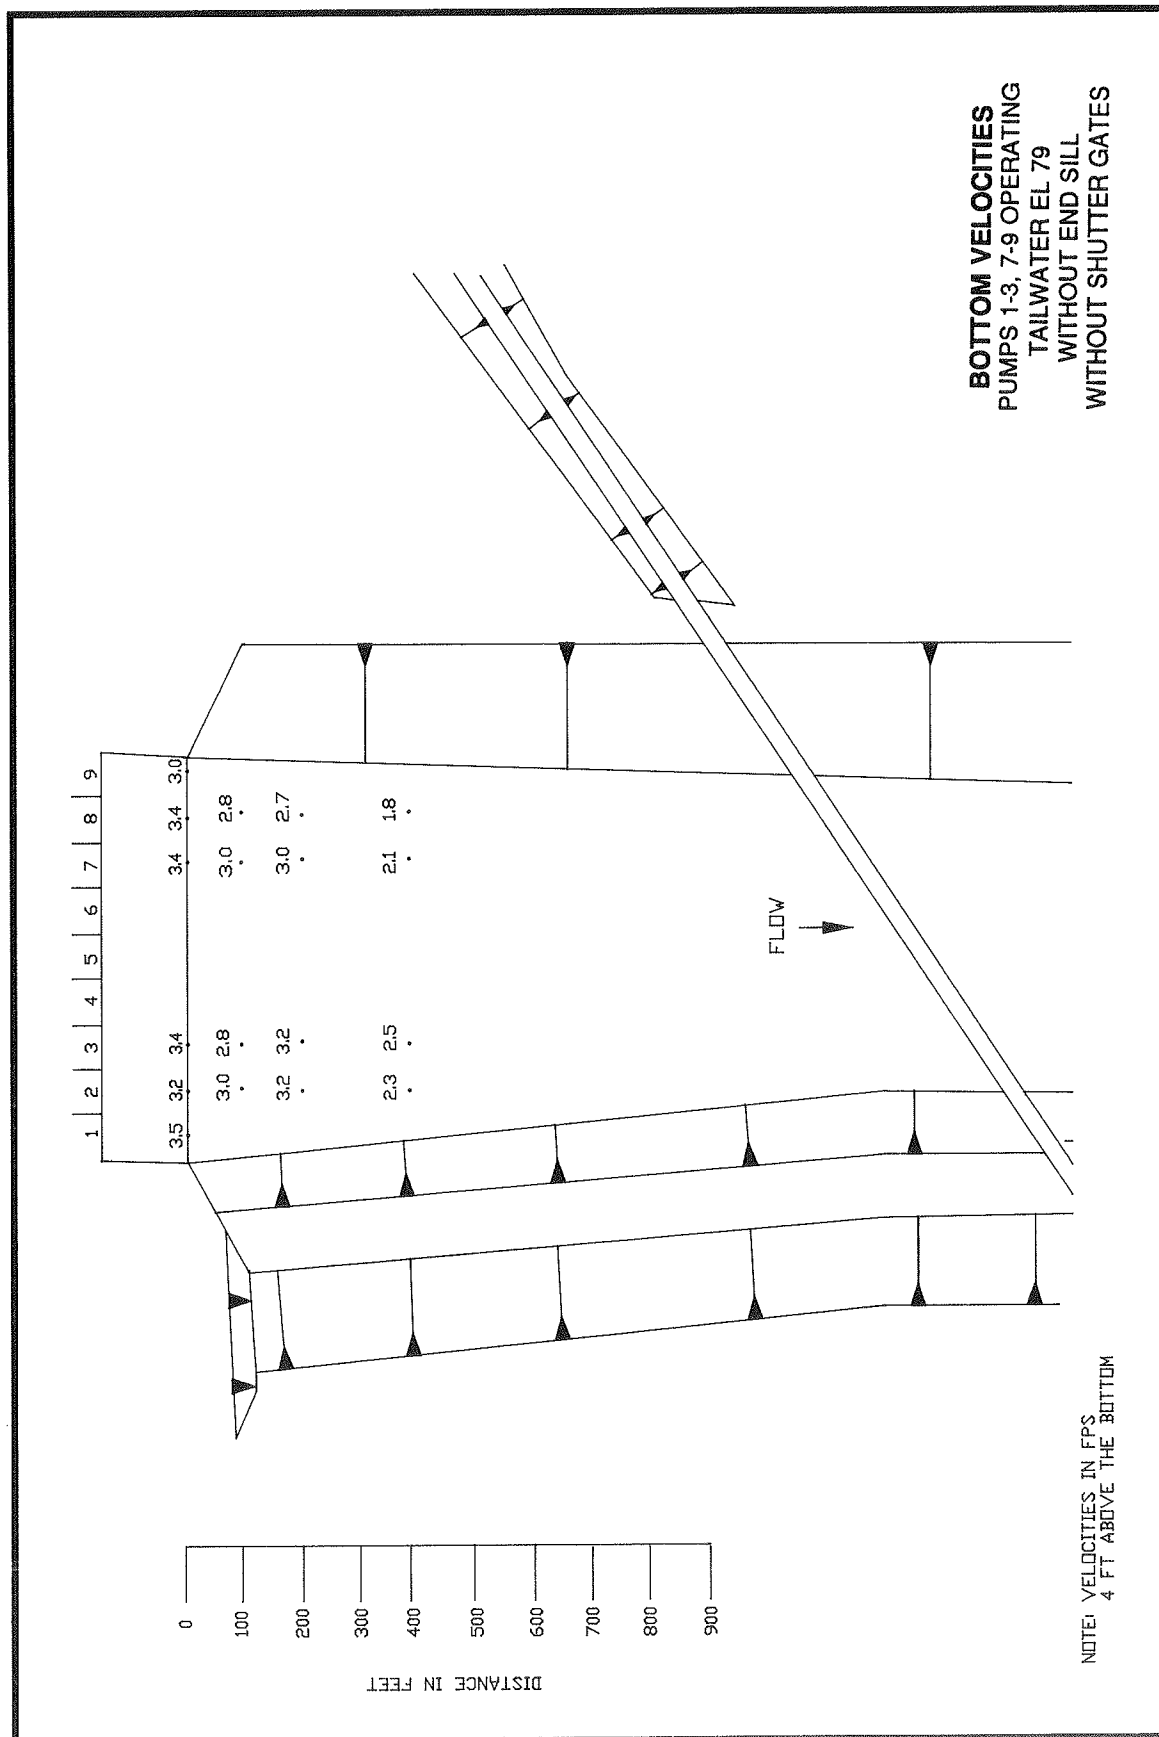 1 2 3 4 5 6 7 8 9
3.5 3.2 3.4 3.4 3.4 3.0
3.0 2.8 3.0 2.8
3.2 3.2 3.0 2.7
2.3 2.5 2.1 1.8
FLOW
0
100
200
300
400
500
600
700
800
900
DISTANCE IN FEET
NOTE: VELOCITIES IN FPS
4 FT ABOVE THE BOTTOM
BOTTOM VELOCITIES
PUMPS 1-3, 7-9 OPERATING
TAILWATER EL 79
WITHOUT END SILL
WITHOUT SHUTTER GATES